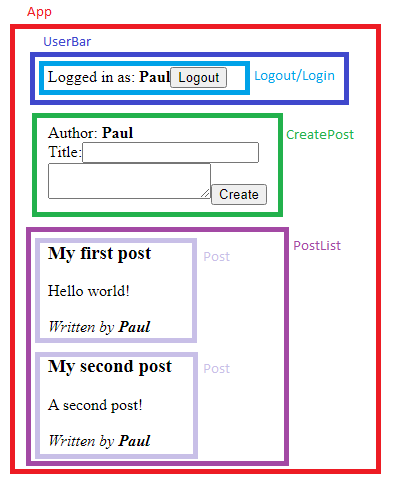 App
UserBar
Logged in as: Paul Logout
Logout/Login
Author: Paul
CreatePost
Title:
Create
PostList
My first post
Post
Hello world!
Written by Paul
My second post
Post
A second post!
Written by Paul